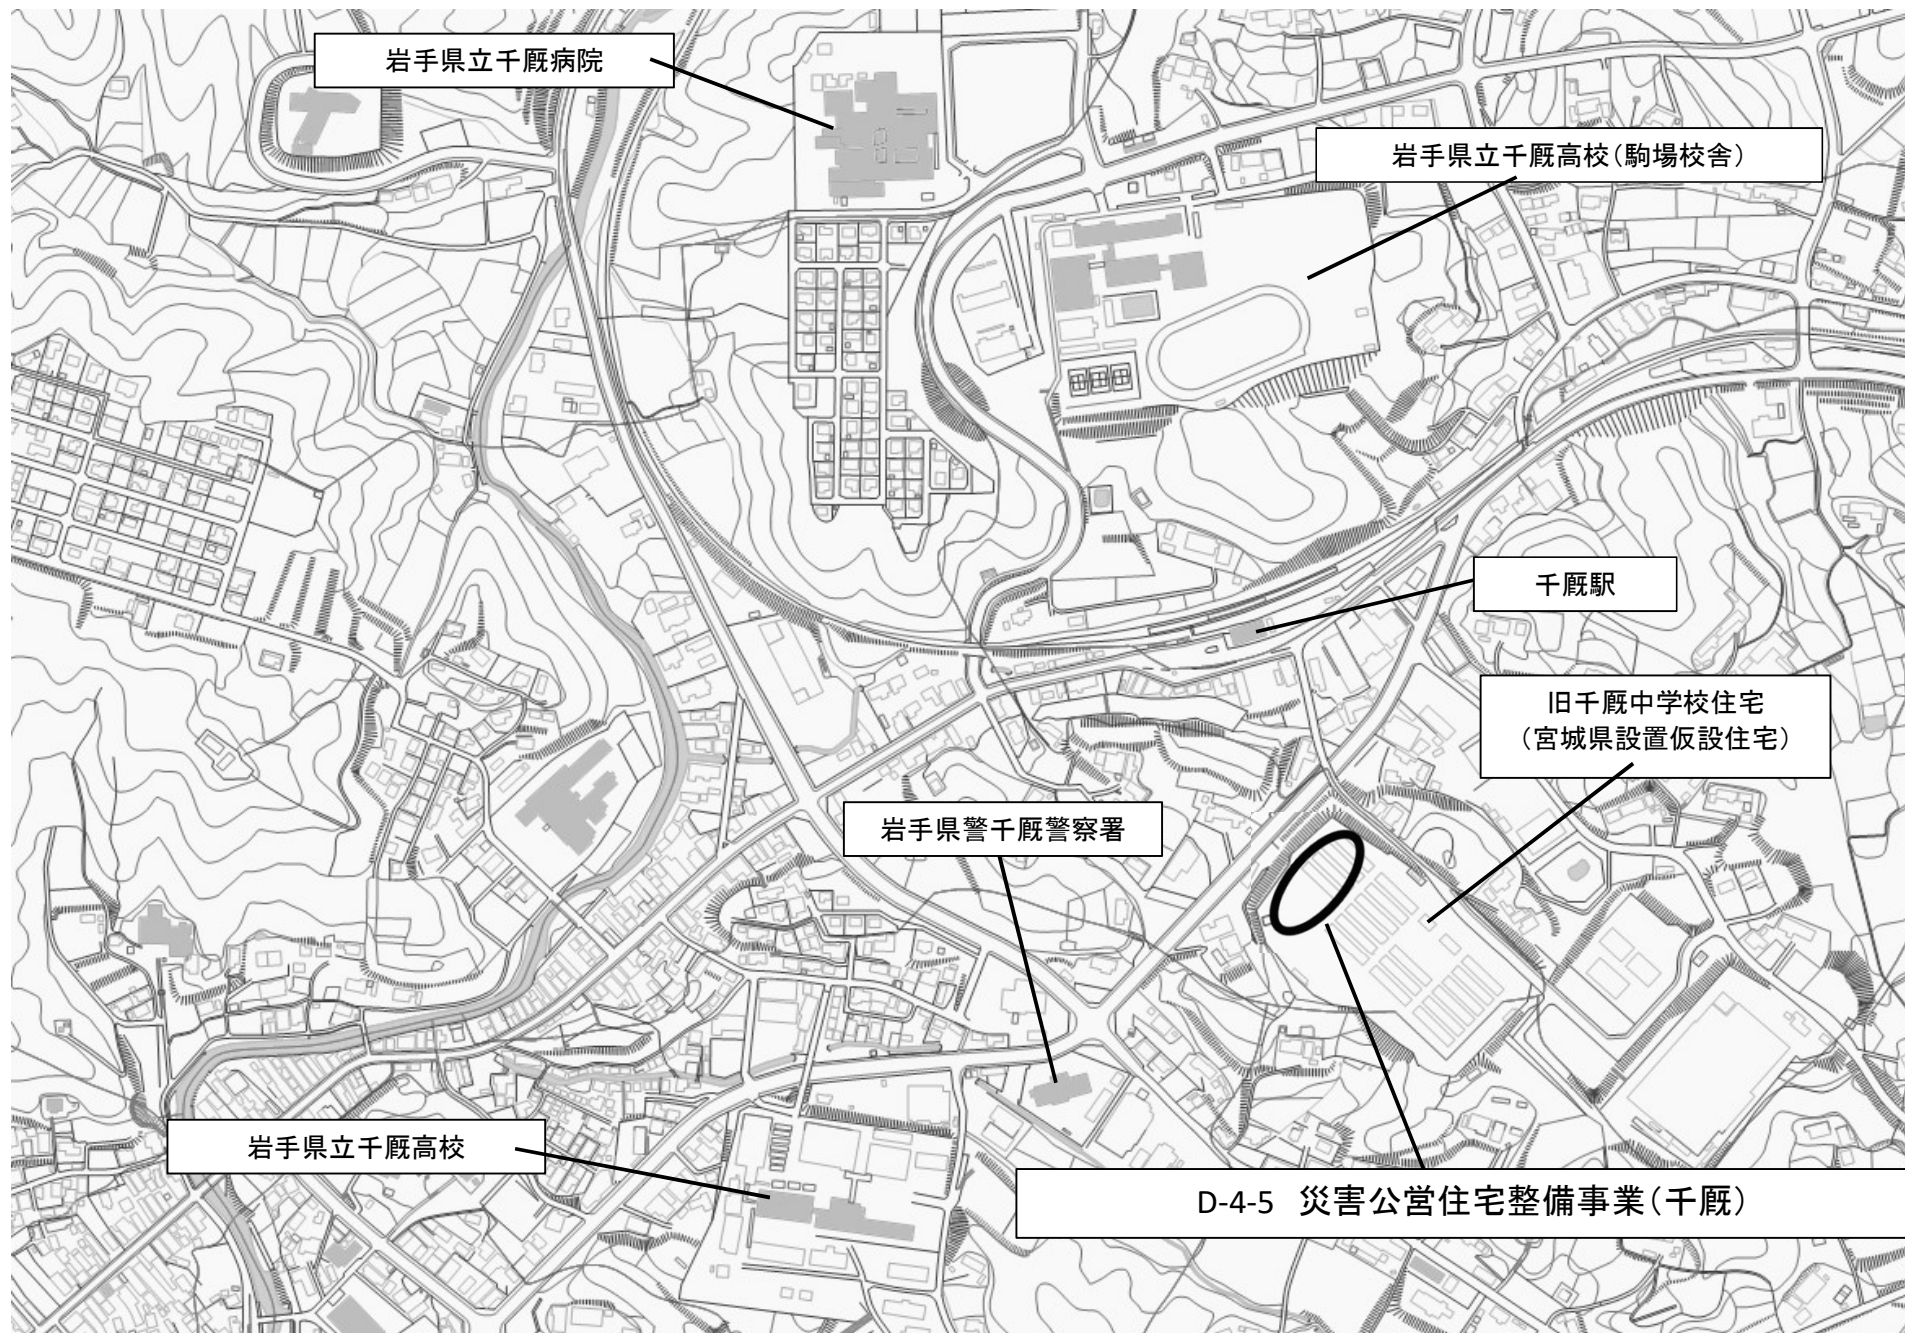 岩手県立千厩病院
岩手県立千厩高校（駒場校舎）
千厩駅
旧千厩中学校住宅
（宮城県設置仮設住宅）
岩手県警千厩警察署
岩手県立千厩高校
D-4-5 災害公営住宅整備事業（千厩）